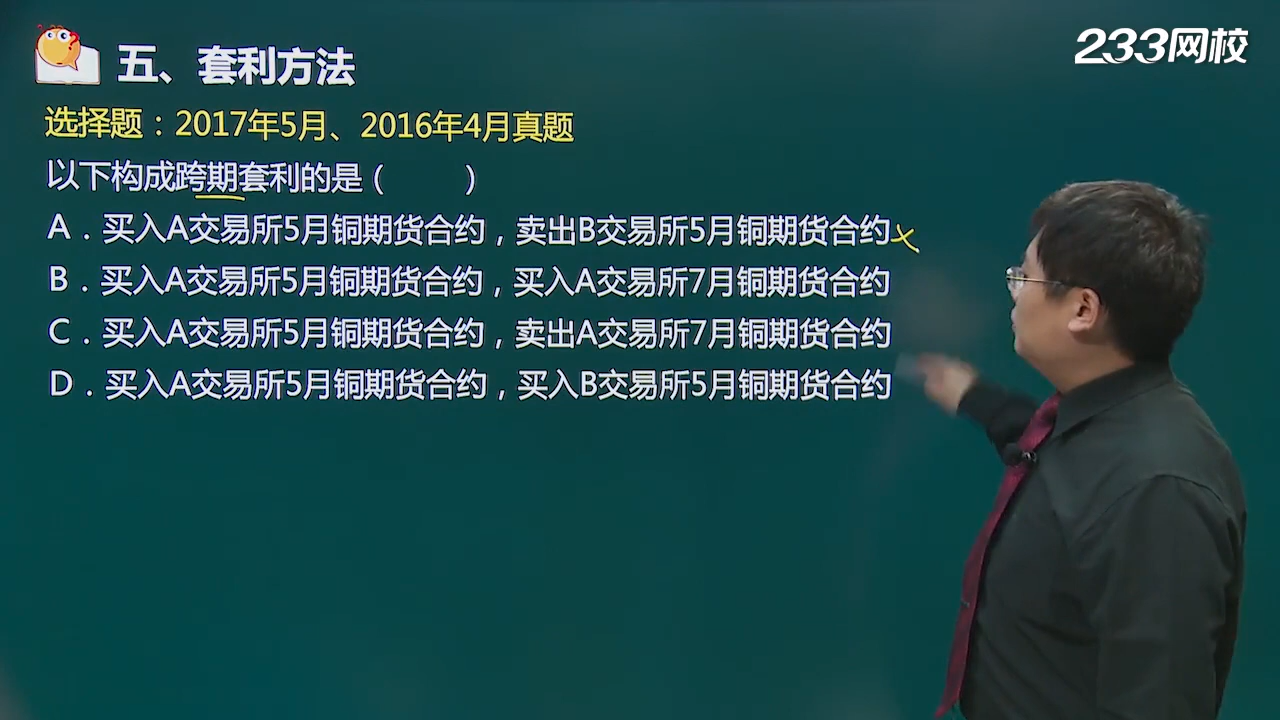 233网校
五、套利方法
选择题：2017年5月、2016年4月真题
以下构成跨期套利的是（ ）
A．买入A交易所5月铜期货合约，卖出B交易所5月铜期货合约
B．买入A交易所5月铜期货合约，买入A交易所7月铜期货合约
C．买入A交易所5月铜期货合约，卖出A交易所7月铜期货合约
D．买入A交易所5月铜期货合约，买入B交易所5月铜期货合约